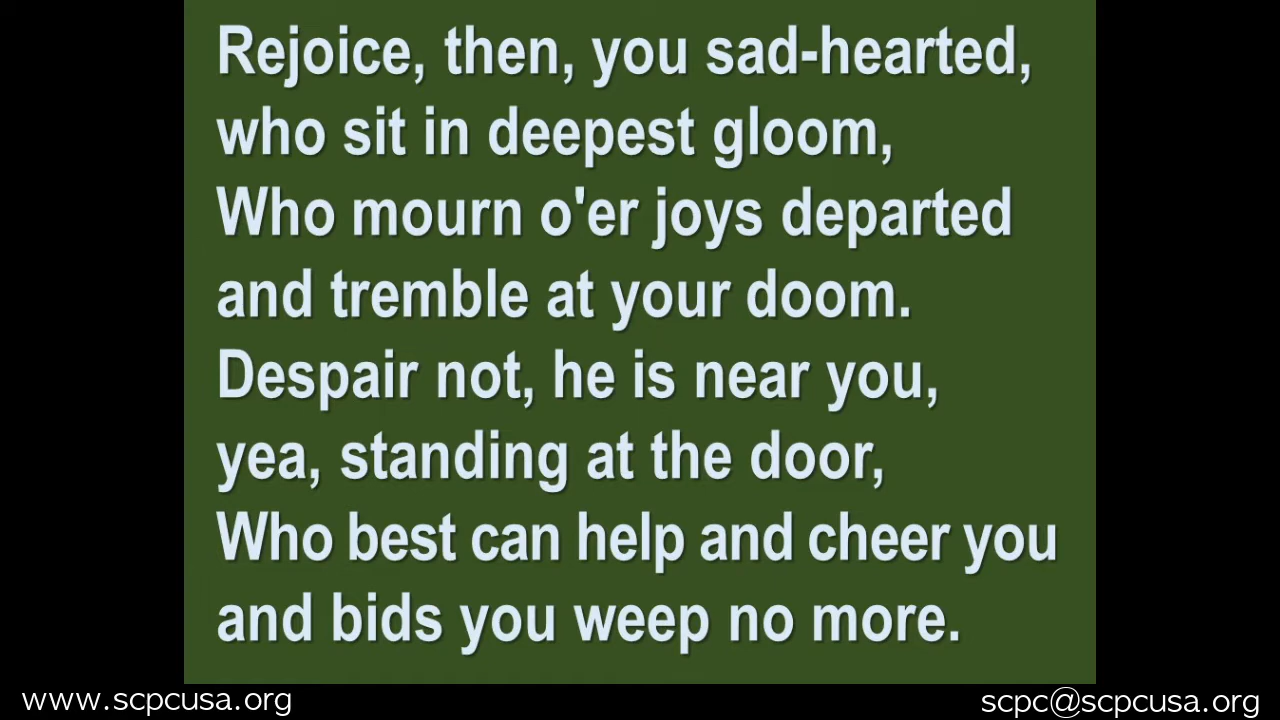 Rejoice, then, you sad-hearted,
who sit in deepest gloom,
Who mourn o'er joys departed
and tremble at your doom.
Despair not, he is near you,
yea, standing at the door,
Who best can help and cheer you
and bids you weep no more.
www.scpcusa.org
scpc@scpcusa.org